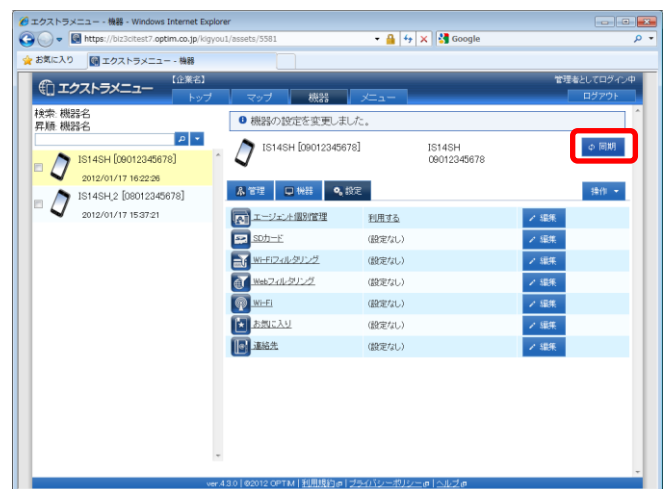 エクストラメニュー - 機器 - Windows Internet Explorer
https://biz3citest7.optim.co.jp/kigyou1/assets/5581
Google
お気に入り
エクストラメニュー - 機器
エクストラメニュー
【企業名】
管理者としてログイン中
トップ
マップ
機器
メニュー
ログアウト
検索: 機器名
昇順: 機器名
IS14SH [09012345678]
2012/01/17 16:22:26
IS14SH_2 [08012345678]
2012/01/17 15:37:21
機器の設定を変更しました。
IS14SH [09012345678]
IS14SH
09012345678
同期
管理
機器
設定
操作
エージェント個別管理 利用する 編集
SDカード (設定なし) 編集
Wi-Fiフィルタリング (設定なし) 編集
Webフィルタリング (設定なし) 編集
Wi-Fi (設定なし) 編集
お気に入り (設定なし) 編集
連絡先 (設定なし) 編集
ver.4.3.0 | ©2012 OPTiM | 利用規約 | プライバシーポリシー | ヘルプ